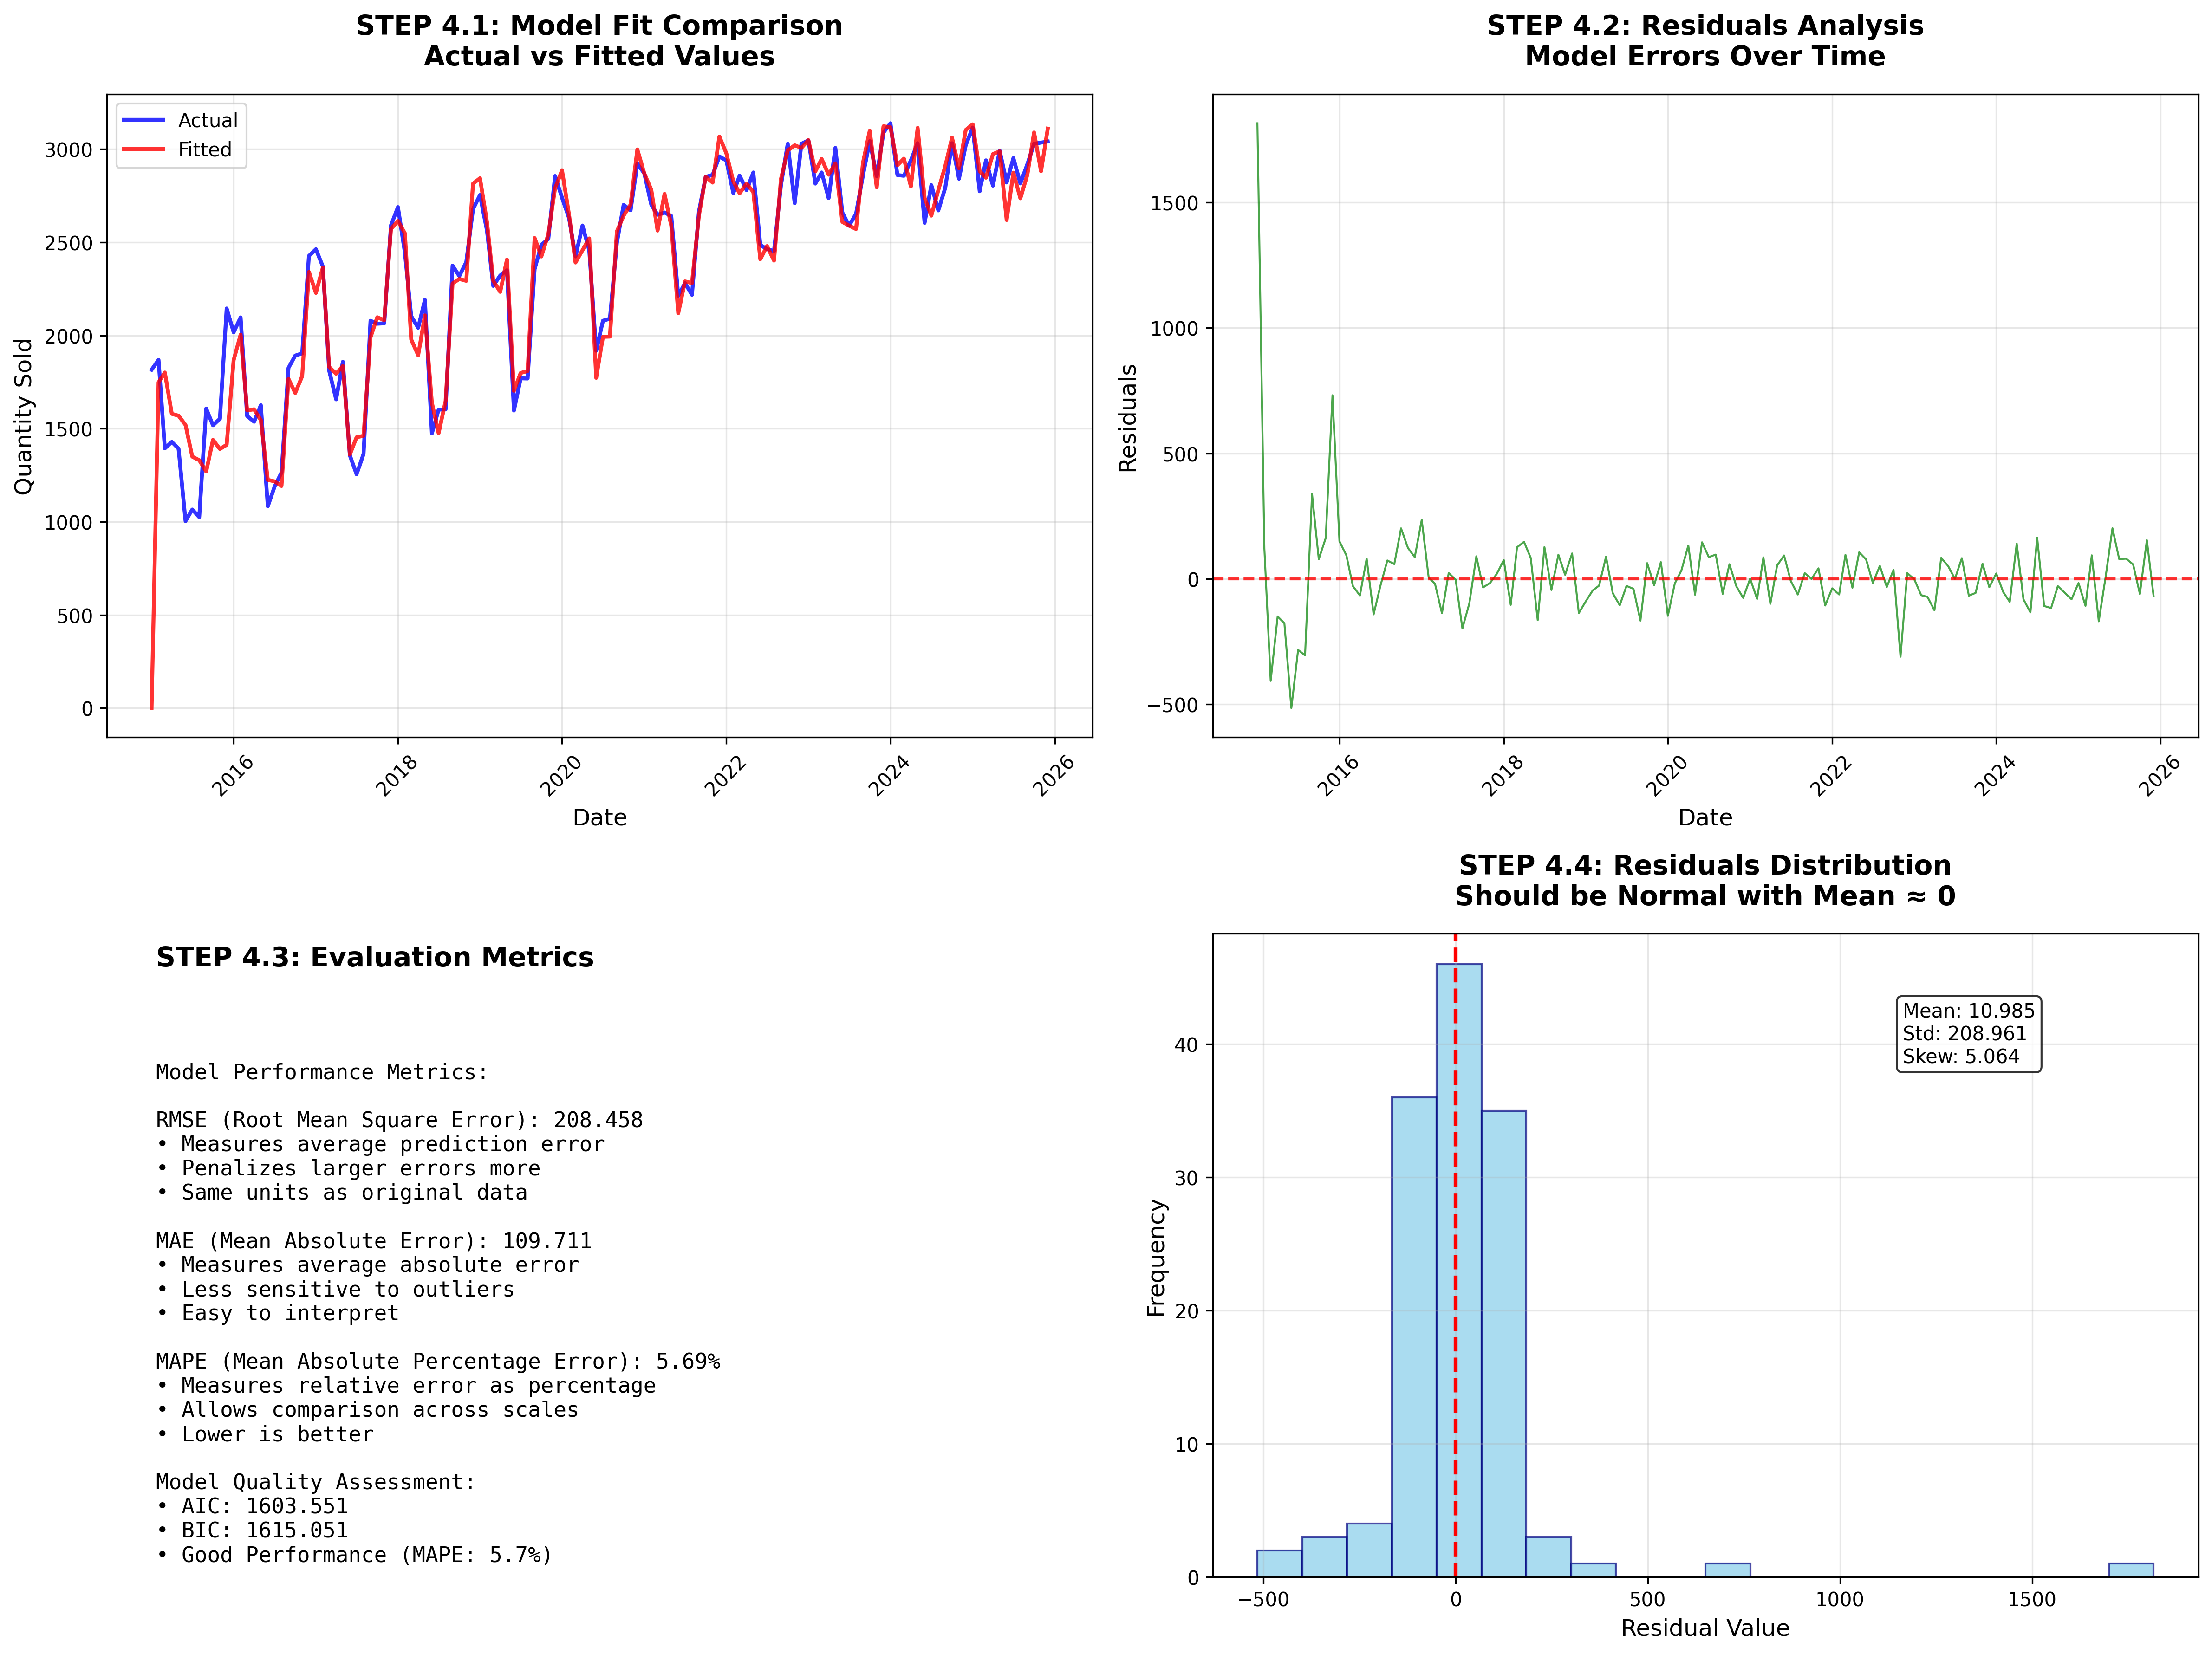 STEP 4.1: Model Fit Comparison
Actual vs Fitted Values
Actual
Fitted
Quantity Sold
3000
2500
2000
1500
1000
500
0
2016
2018
2020
2022
2024
2026
Date
STEP 4.2: Residuals Analysis
Model Errors Over Time
Residuals
1500
1000
500
0
−500
2016
2018
2020
2022
2024
2026
Date
STEP 4.3: Evaluation Metrics
Model Performance Metrics:
RMSE (Root Mean Square Error): 208.458
• Measures average prediction error
• Penalizes larger errors more
• Same units as original data
MAE (Mean Absolute Error): 109.711
• Measures average absolute error
• Less sensitive to outliers
• Easy to interpret
MAPE (Mean Absolute Percentage Error): 5.69%
• Measures relative error as percentage
• Allows comparison across scales
• Lower is better
Model Quality Assessment:
• AIC: 1603.551
• BIC: 1615.051
• Good Performance (MAPE: 5.7%)
STEP 4.4: Residuals Distribution
Should be Normal with Mean ≈ 0
Mean: 10.985
Std: 208.961
Skew: 5.064
Frequency
40
30
20
10
0
−500
0
500
1000
1500
Residual Value